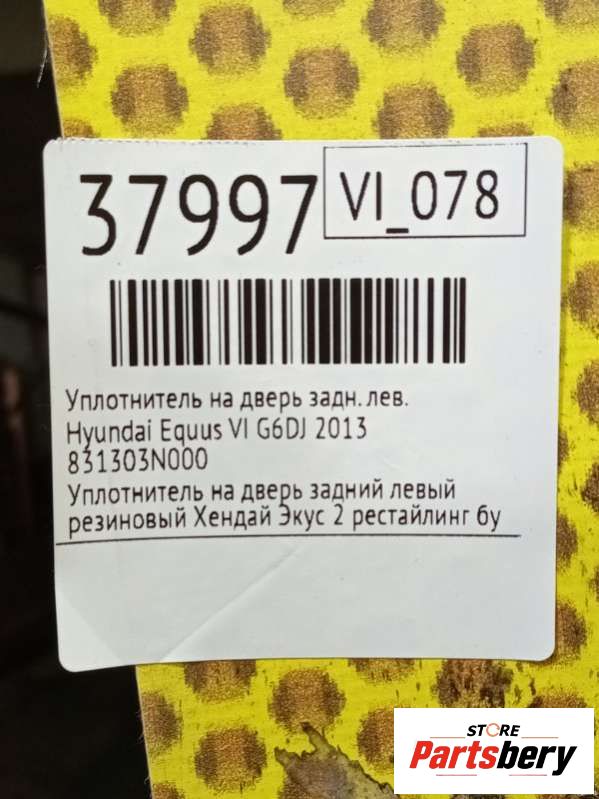 37997
VI_078
Уплотнитель на дверь задн. лев.
Hyundai Equus VI G6DJ 2013
831303N000
Уплотнитель на дверь задний левый
резиновый Хендай Экус 2 рестайлинг бу
STORE
Partsbery